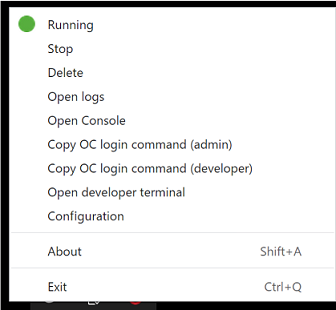 Running
Stop
Delete
Open logs
Open Console
Copy OC login command (admin)
Copy OC login command (developer)
Open developer terminal
Configuration
About Shift+A
Exit Ctrl+Q